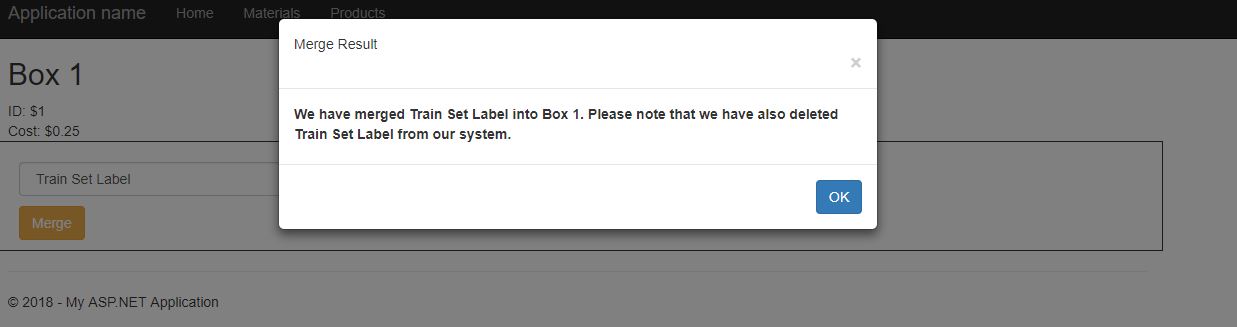 Application name Home Materials Products
Merge Result
×
Box 1
ID: $1
Cost: $0.25
We have merged Train Set Label into Box 1. Please note that we have also deleted
Train Set Label from our system.
Train Set Label
OK
Merge
© 2018 - My ASP.NET Application